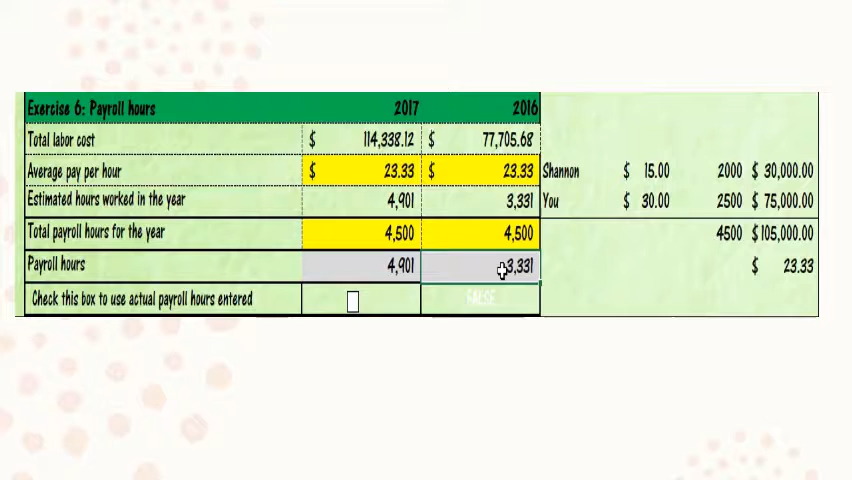 Exercise 6: Payroll hours 2017 2016
Total labor cost $ 114,338.12 $ 77,705.68
Average pay per hour $ 23.33 $ 23.33 Shannon $ 15.00 2000 $ 30,000.00
Estimated hours worked in the year 4,901 3,331 You $ 30.00 2500 $ 75,000.00
Total payroll hours for the year 4,500 4,500 4500 $105,000.00
Payroll hours 4,901 3,331 $ 23.33
Check this box to use actual payroll hours entered FALSE